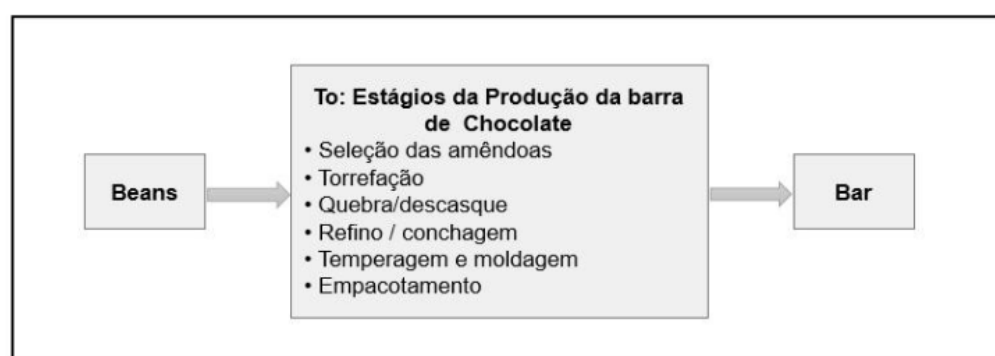 Beans
To: Estágios da Produção da barra
de Chocolate
• Seleção das amêndoas
• Torrefação
• Quebra/descasque
• Refino / conchagem
• Temperagem e moldagem
• Empacotamento
Bar